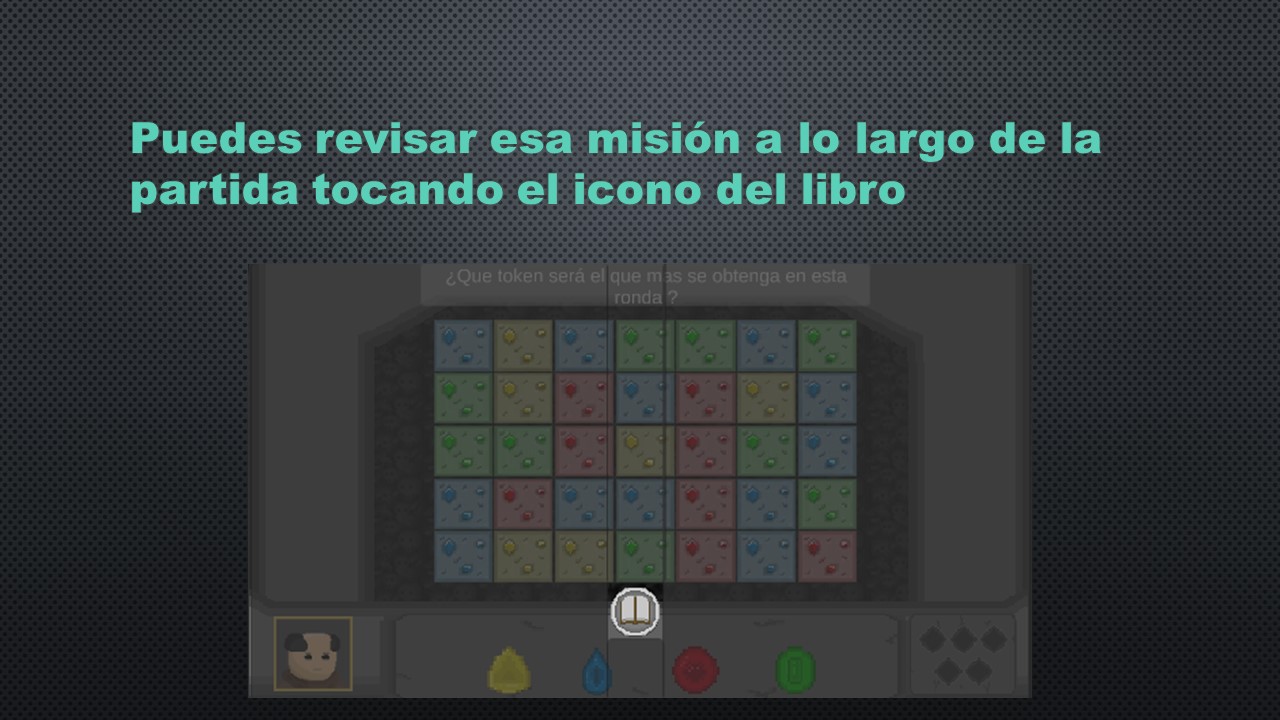 Puedes revisar esa misión a lo largo de la
partida tocando el icono del libro
¿Que token será el que mas se obtenga en esta
ronda ?